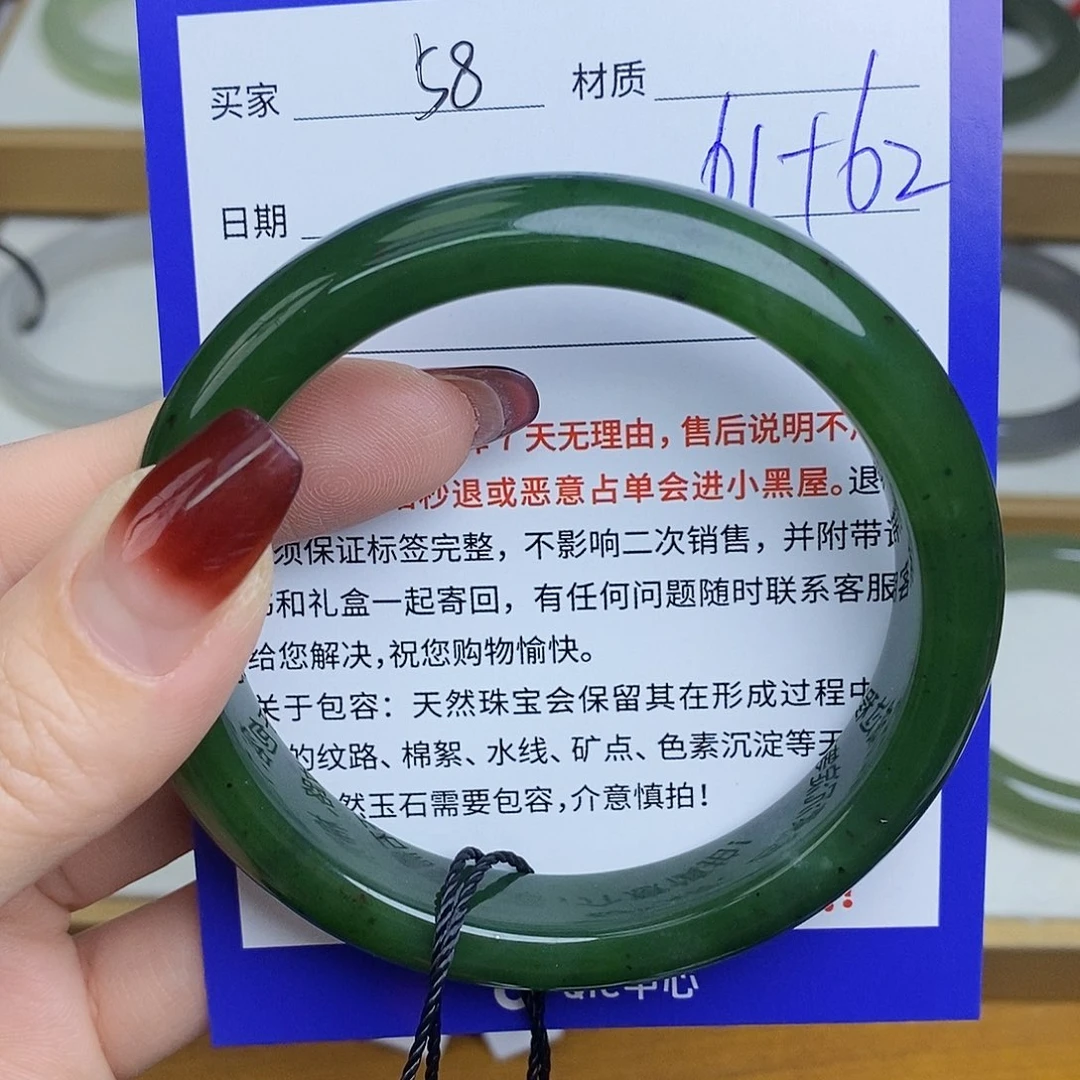 买家 58 材质
61+62
日期
天无理由，售后说明不
秒退或恶意占单会进小黑屋。退
须保证标签完整，不影响二次销售，并附带
和礼盒一起寄回，有任何问题随时联系客服
给您解决，祝您购物愉快。
关于包容：天然珠宝会保留其在形成过程中
的纹路、棉絮、水线、矿点、色素沉淀等
然玉石需要包容，介意慎拍！
中心